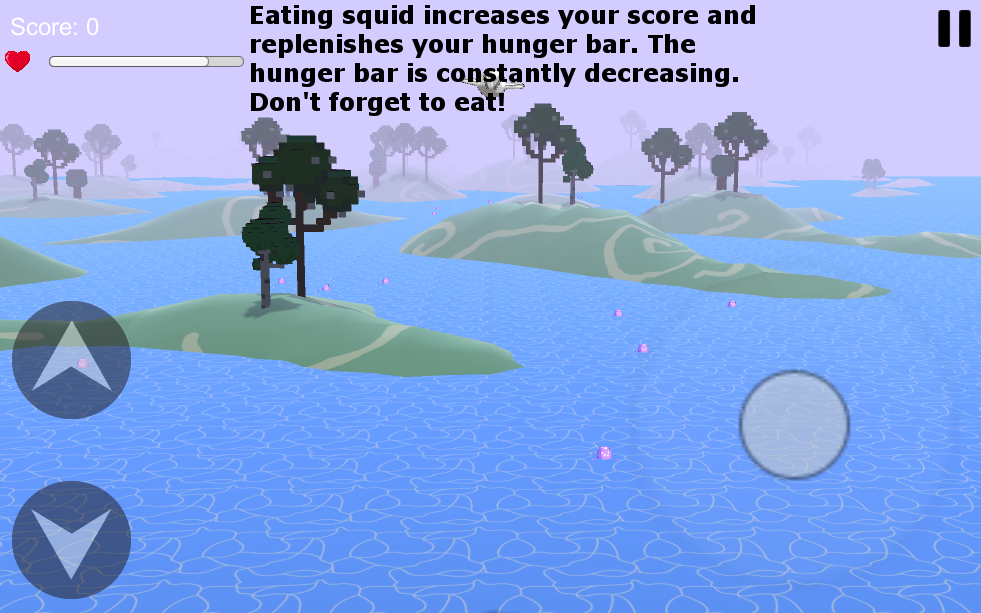 Score: 0
Eating squid increases your score and
replenishes your hunger bar. The
hunger bar is constantly decreasing.
Don't forget to eat!